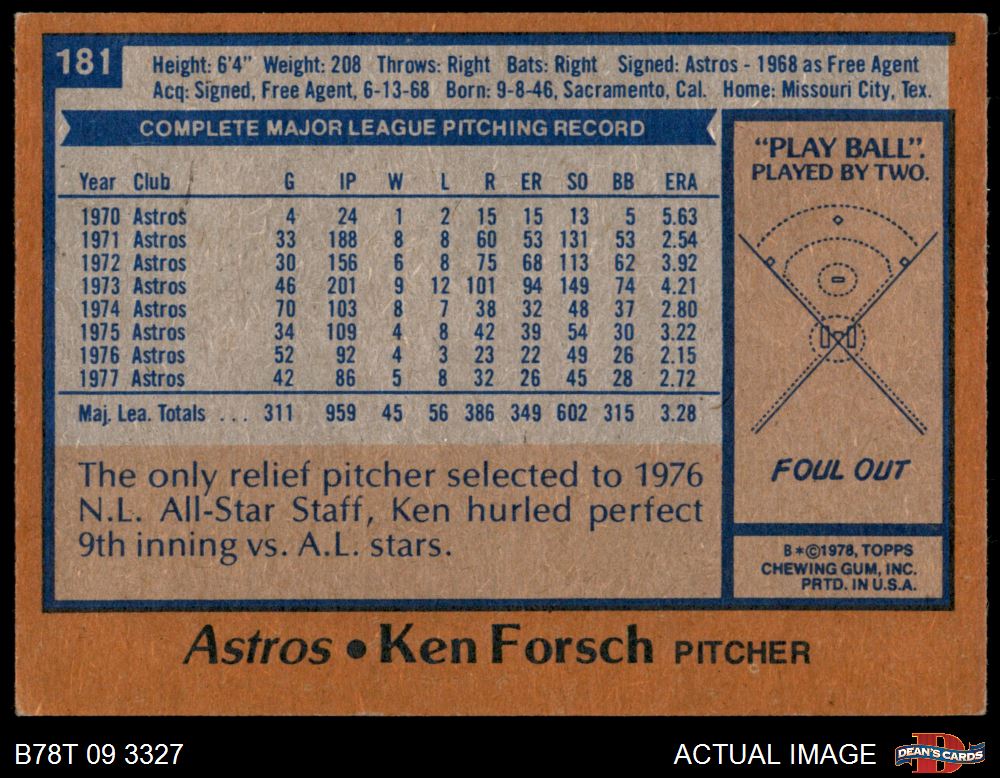 181
Height: 6'4" Weight: 208 Throws: Right Bats: Right Signed: Astros - 1968 as Free Agent
Acq: Signed, Free Agent, 6-13-68 Born: 9-8-46, Sacramento, Cal. Home: Missouri City, Tex.
COMPLETE MAJOR LEAGUE PITCHING RECORD
Year Club G IP W L R ER SO BB ERA
1970 Astros 4 24 1 2 15 15 13 5 5.63
1971 Astros 33 188 8 8 60 53 131 53 2.54
1972 Astros 30 156 6 8 75 68 113 62 3.92
1973 Astros 46 201 9 12 101 94 149 74 4.21
1974 Astros 70 103 8 7 38 32 48 37 2.80
1975 Astros 34 109 4 8 42 39 54 30 3.22
1976 Astros 52 92 4 3 23 22 49 26 2.15
1977 Astros 42 86 5 8 32 26 45 28 2.72
Maj. Lea. Totals ... 311 959 45 56 386 349 602 315 3.28
The only relief pitcher selected to 1976
N.L. All-Star Staff, Ken hurled perfect
9th inning vs. A.L. stars.
"PLAY BALL".
PLAYED BY TWO.
FOUL OUT
B*©1978, TOPPS
CHEWING GUM, INC.
PRTD. IN U.S.A.
Astros • Ken Forsch PITCHER
B78T 09 3327
ACTUAL IMAGE
D
DEAN'S CARDS